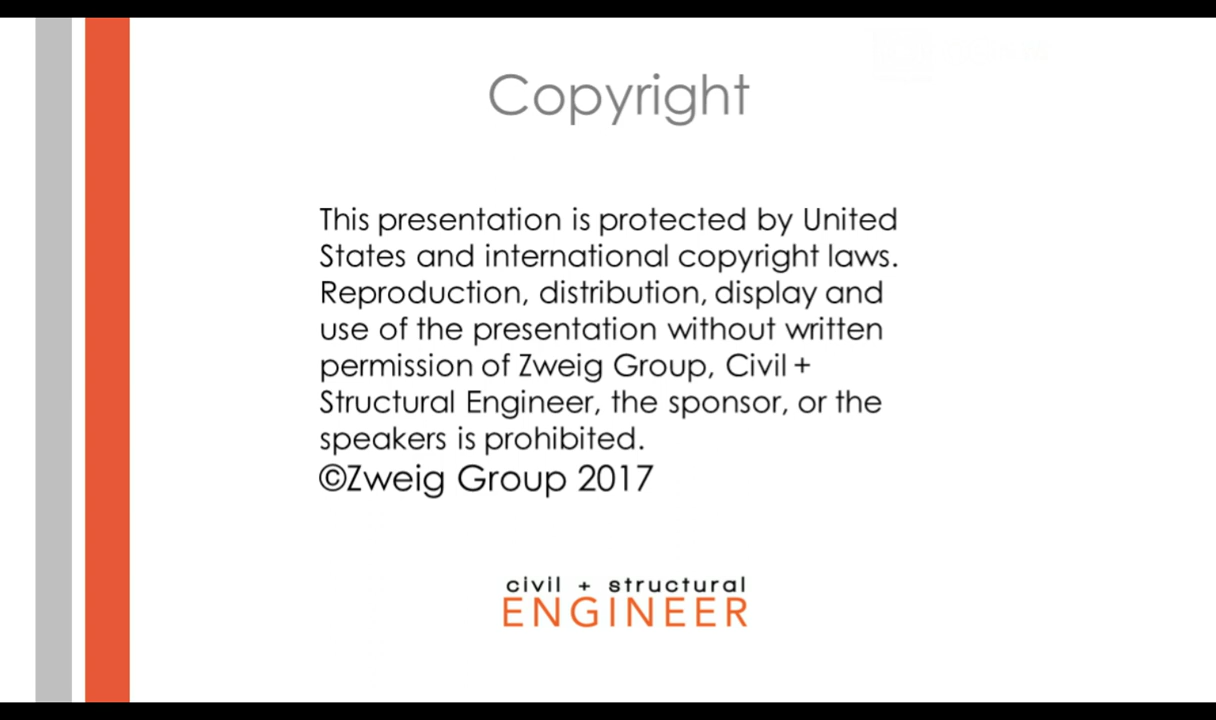 Copyright
This presentation is protected by United
States and international copyright laws.
Reproduction, distribution, display and
use of the presentation without written
permission of Zweig Group, Civil +
Structural Engineer, the sponsor, or the
speakers is prohibited.
©Zweig Group 2017
civil + structural
ENGINEER